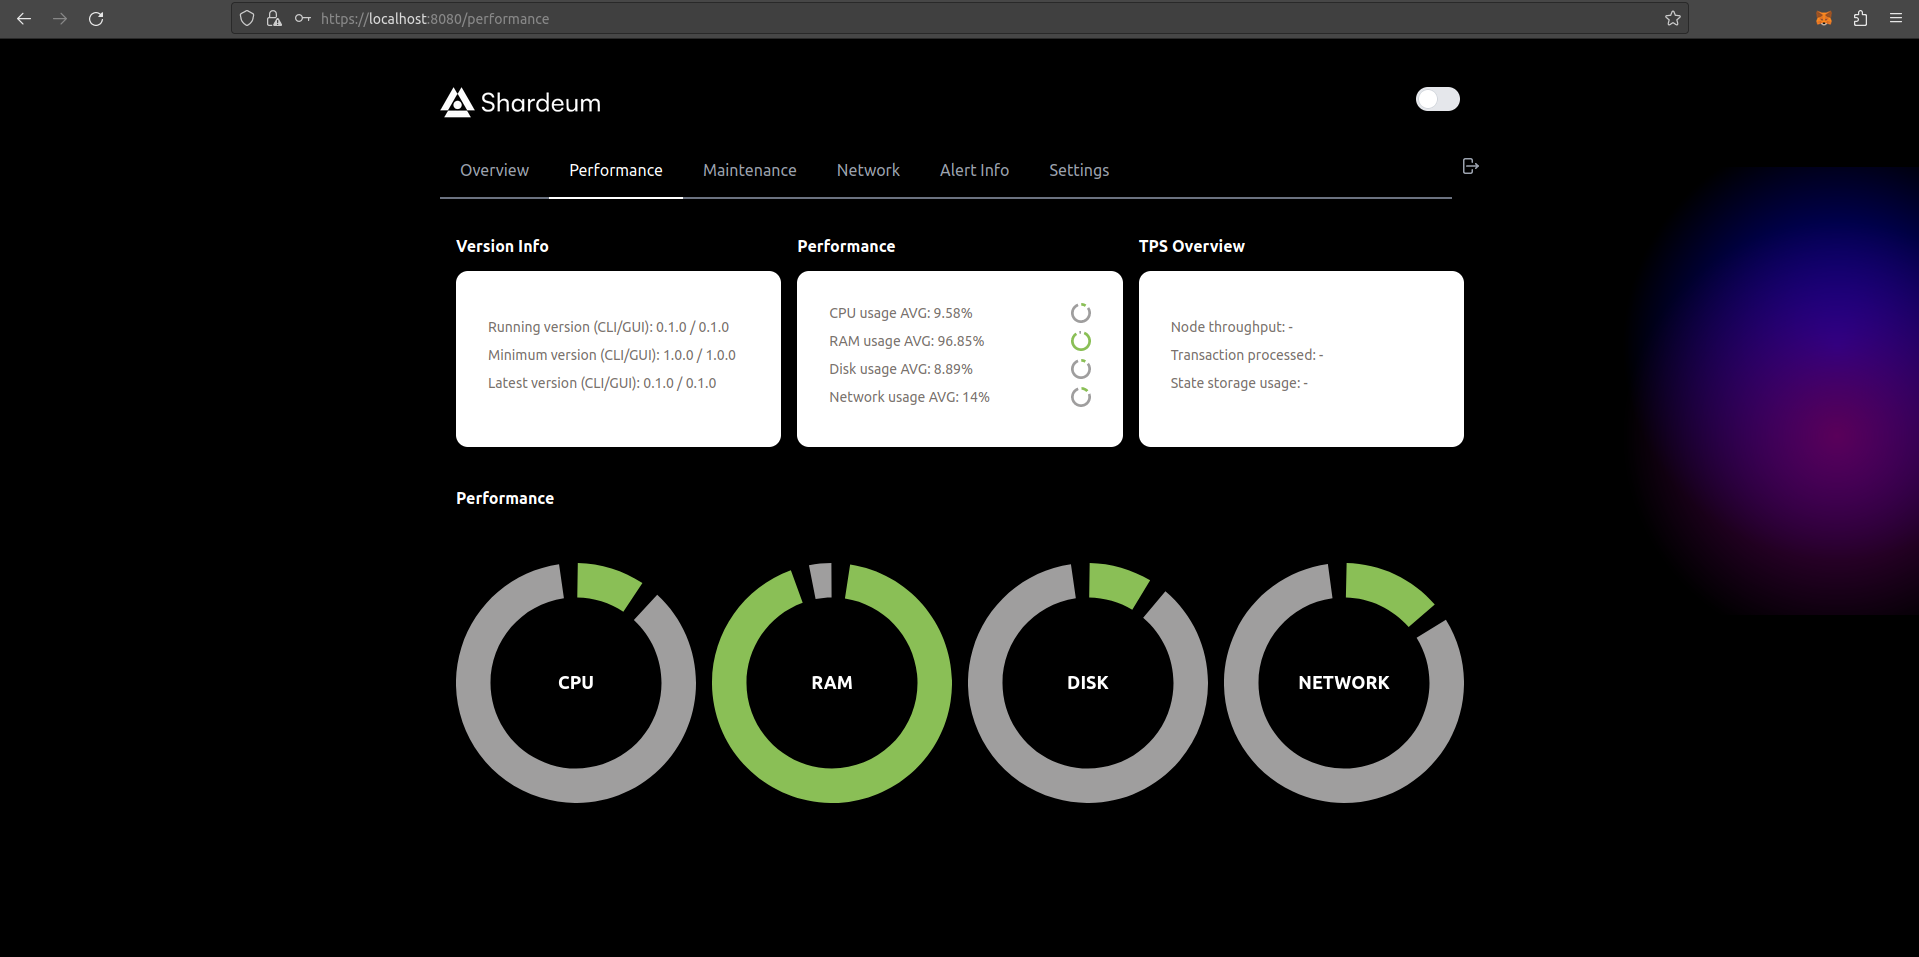 https://localhost:8080/performance
Shardeum
Overview Performance Maintenance Network Alert Info Settings
Version Info
Running version (CLI/GUI): 0.1.0 / 0.1.0
Minimum version (CLI/GUI): 1.0.0 / 1.0.0
Latest version (CLI/GUI): 0.1.0 / 0.1.0
Performance
CPU usage AVG: 9.58%
RAM usage AVG: 96.85%
Disk usage AVG: 8.89%
Network usage AVG: 14%
TPS Overview
Node throughput: -
Transaction processed: -
State storage usage: -
Performance
CPU
RAM
DISK
NETWORK